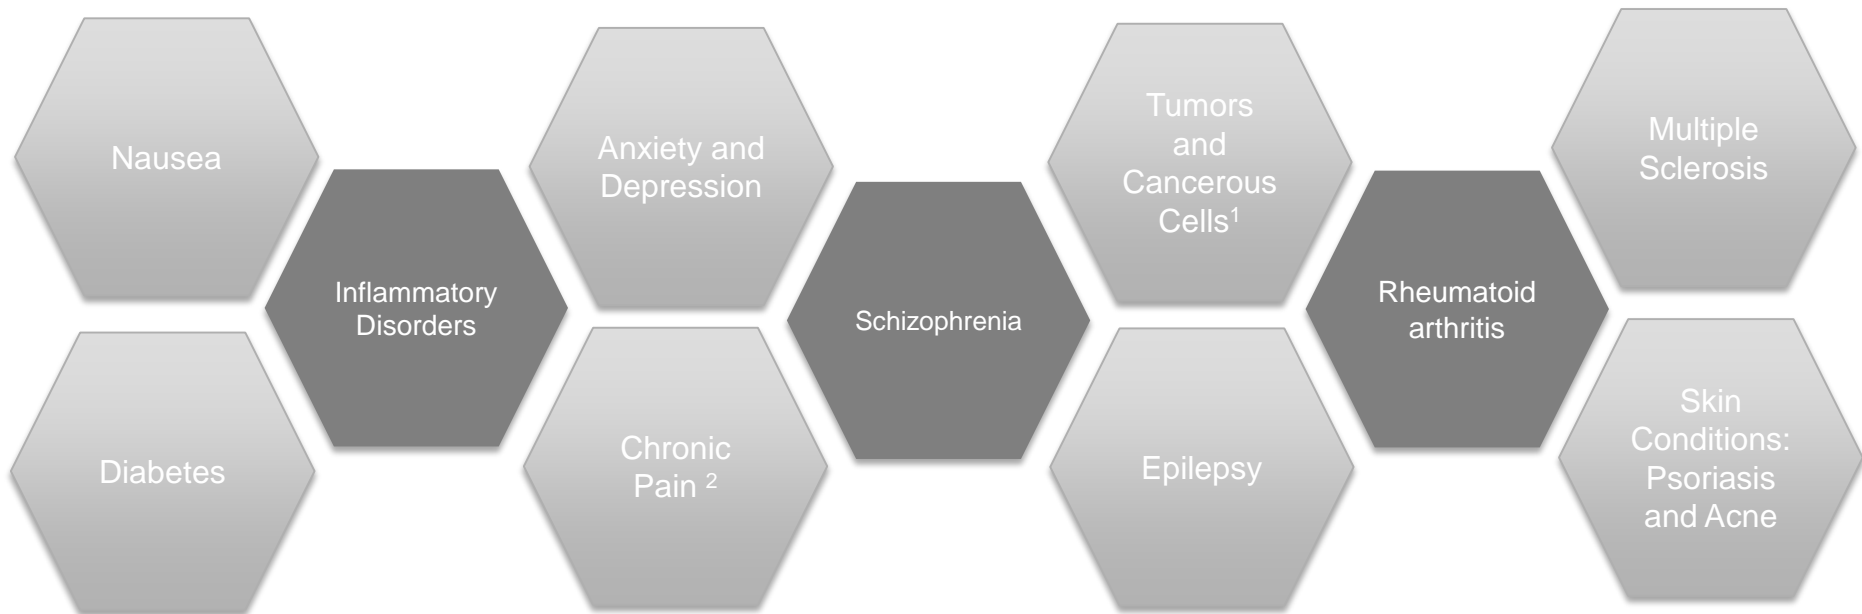 Nausea
Inflammatory
Disorders
Diabetes
Anxiety and
Depression
Chronic
Pain ²
Schizophrenia
Tumors
and
Cancerous
Cells¹
Epilepsy
Rheumatoid
arthritis
Multiple
Sclerosis
Skin
Conditions:
Psoriasis
and Acne